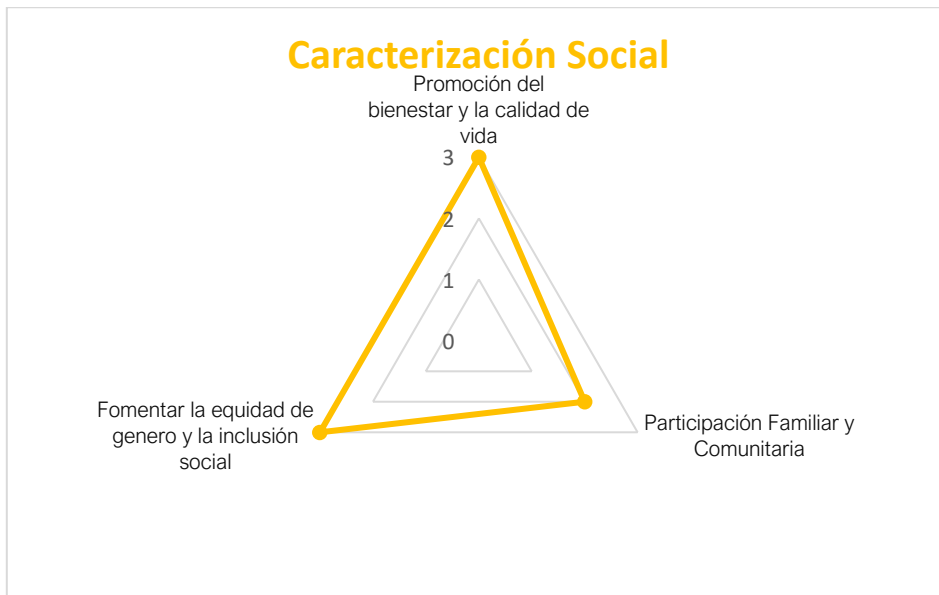 Caracterización Social
Promoción del
bienestar y la calidad de
vida
3
2
1
0
Fomentar la equidad de
genero y la inclusión
social
Participación Familiar y
Comunitaria